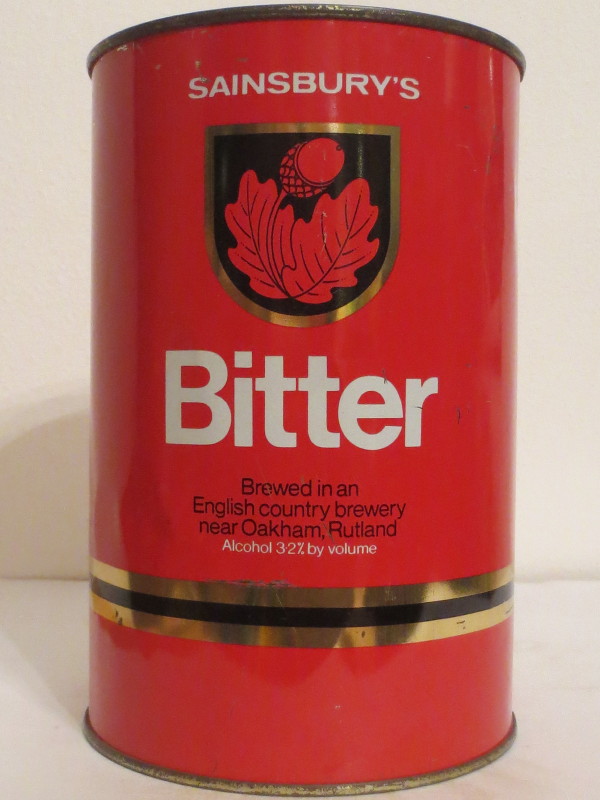 SAINSBURY'S
Bitter
Brewed in an
English country brewery
near Oakham, Rutland
Alcohol 3·2% by volume